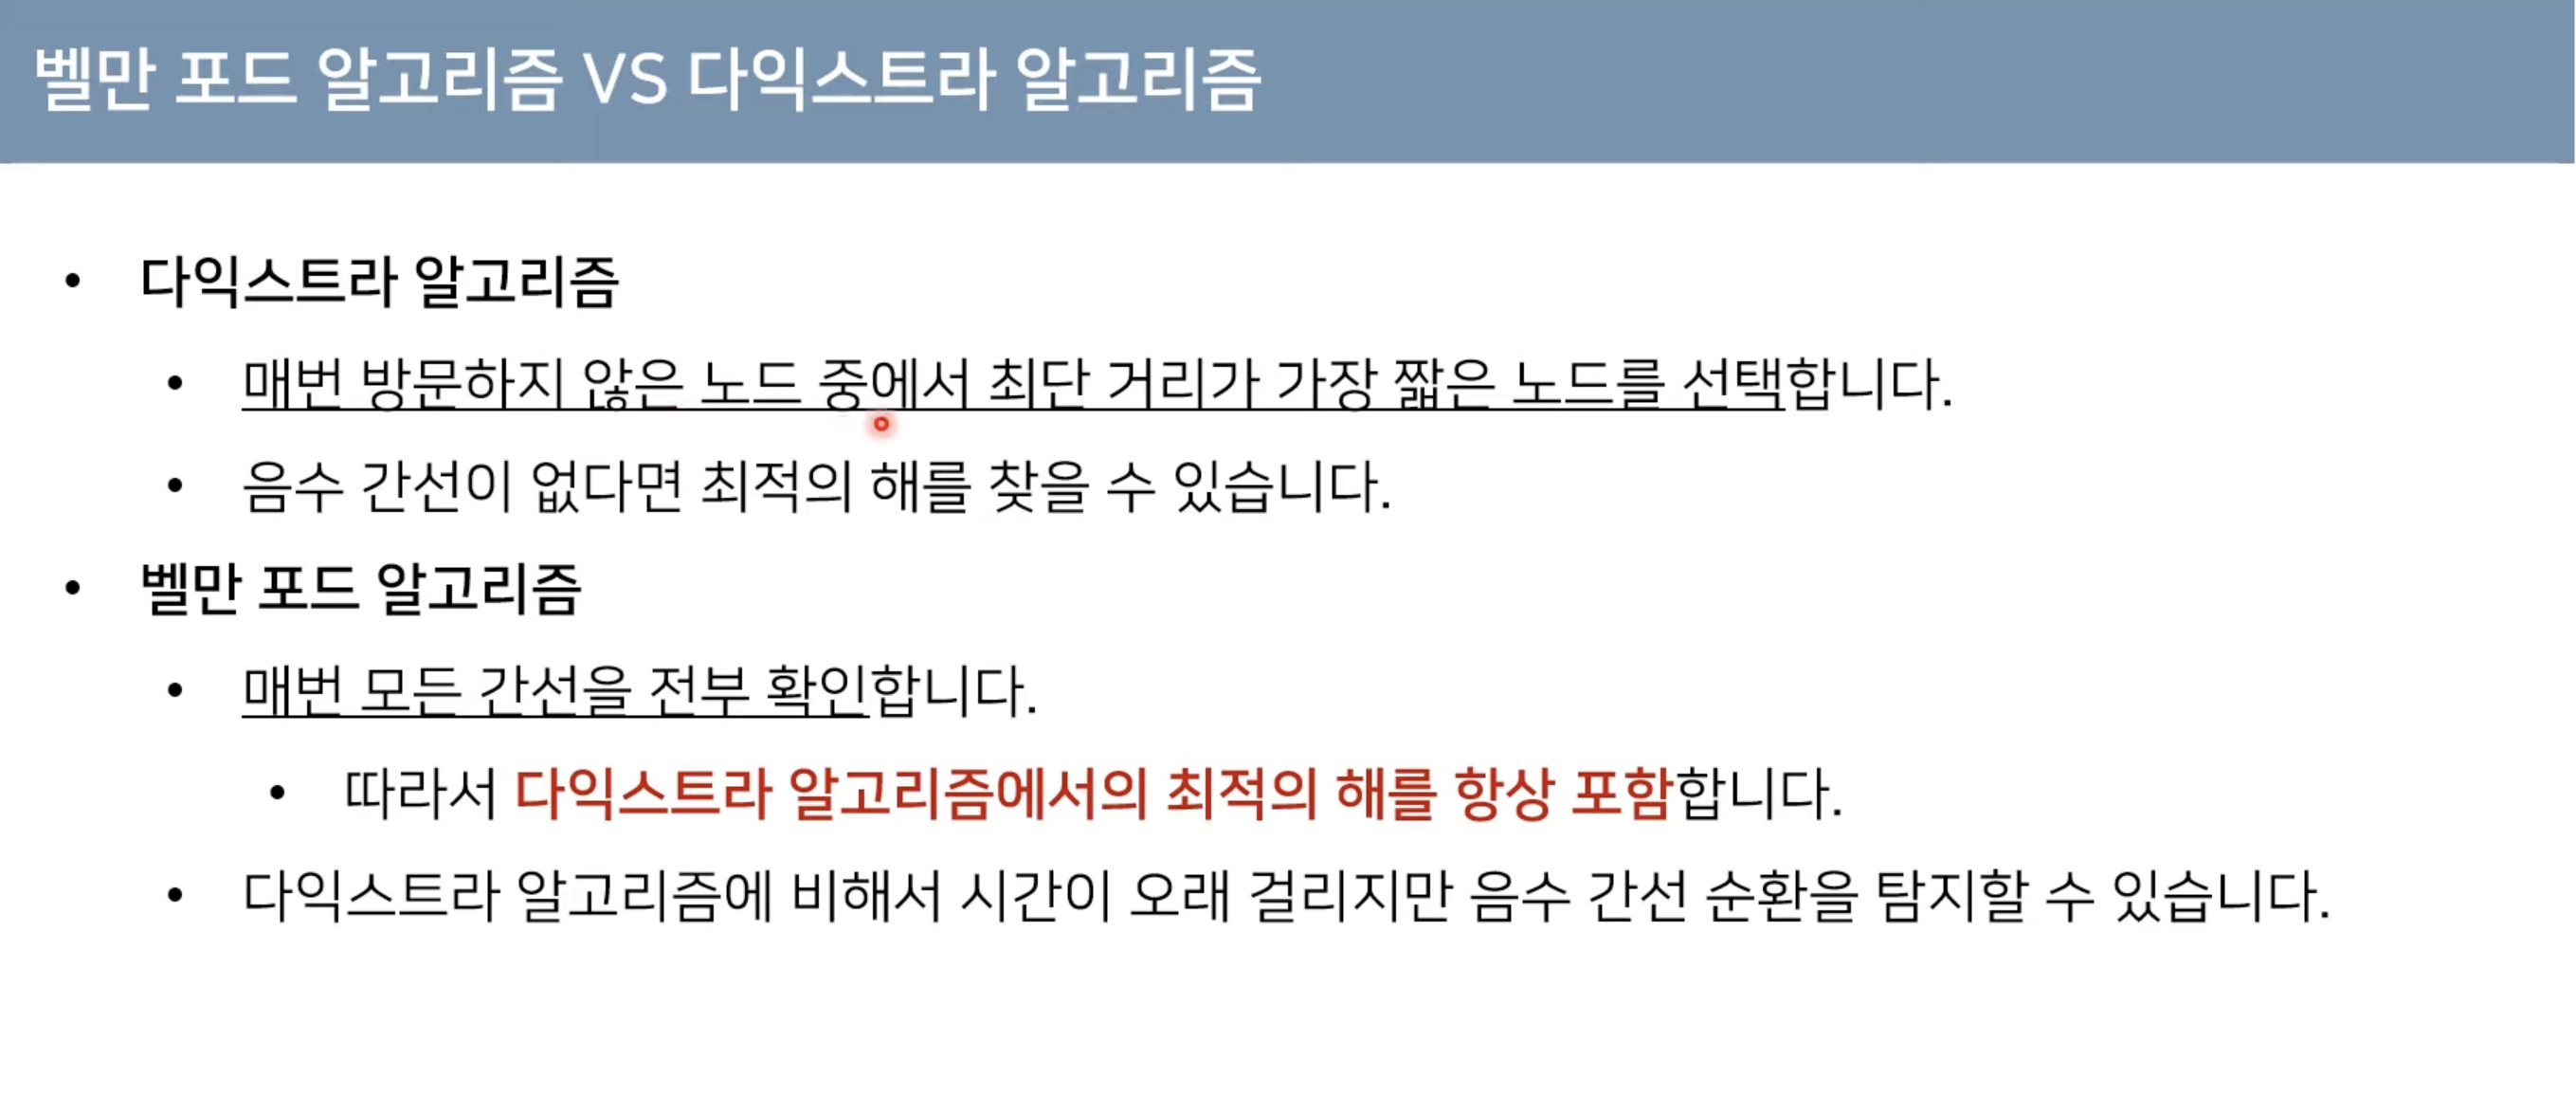 벨만 포드 알고리즘 VS 다익스트라 알고리즘
• 다익스트라 알고리즘
• 매번 방문하지 않은 노드 중에서 최단 거리가 가장 짧은 노드를 선택합니다.
• 음수 간선이 없다면 최적의 해를 찾을 수 있습니다.
• 벨만 포드 알고리즘
• 매번 모든 간선을 전부 확인합니다.
• 따라서 다익스트라 알고리즘에서의 최적의 해를 항상 포함합니다.
• 다익스트라 알고리즘에 비해서 시간이 오래 걸리지만 음수 간선 순환을 탐지할 수 있습니다.